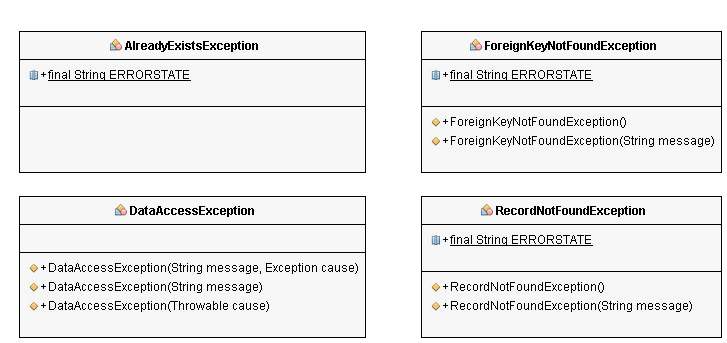 AlreadyExistsException
+final String ERRORSTATE
ForeignKeyNotFoundException
+final String ERRORSTATE
+ForeignKeyNotFoundException()
+ForeignKeyNotFoundException(String message)
DataAccessException
+DataAccessException(String message, Exception cause)
+DataAccessException(String message)
+DataAccessException(Throwable cause)
RecordNotFoundException
+final String ERRORSTATE
+RecordNotFoundException()
+RecordNotFoundException(String message)